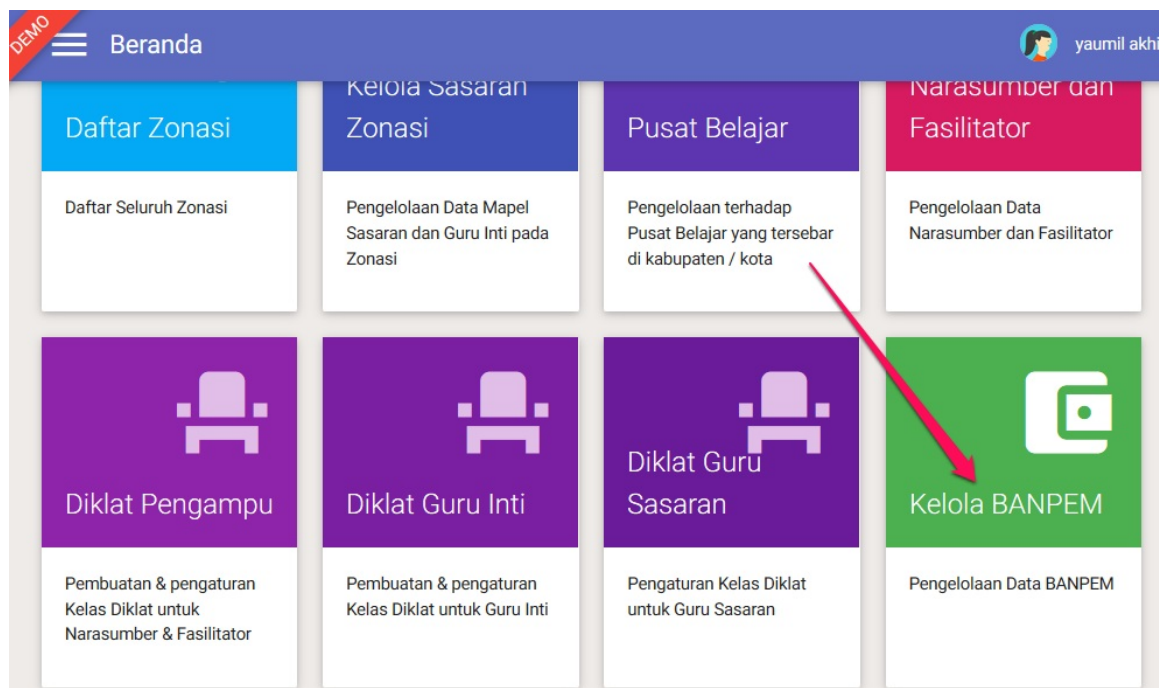 DEMO
Beranda
yaumil akhi
Daftar Zonasi
Kelola Sasaran
Zonasi
Pusat Belajar
Narasumber dan
Fasilitator
Daftar Seluruh Zonasi
Pengelolaan Data Mapel
Sasaran dan Guru Inti pada
Zonasi
Pengelolaan terhadap
Pusat Belajar yang tersebar
di kabupaten / kota
Pengelolaan Data
Narasumber dan Fasilitator
Diklat Pengampu
Diklat Guru Inti
Diklat Guru
Sasaran
Kelola BANPEM
Pembuatan & pengaturan
Kelas Diklat untuk
Narasumber & Fasilitator
Pembuatan & pengaturan
Kelas Diklat untuk Guru Inti
Pengaturan Kelas Diklat
untuk Guru Sasaran
Pengelolaan Data BANPEM